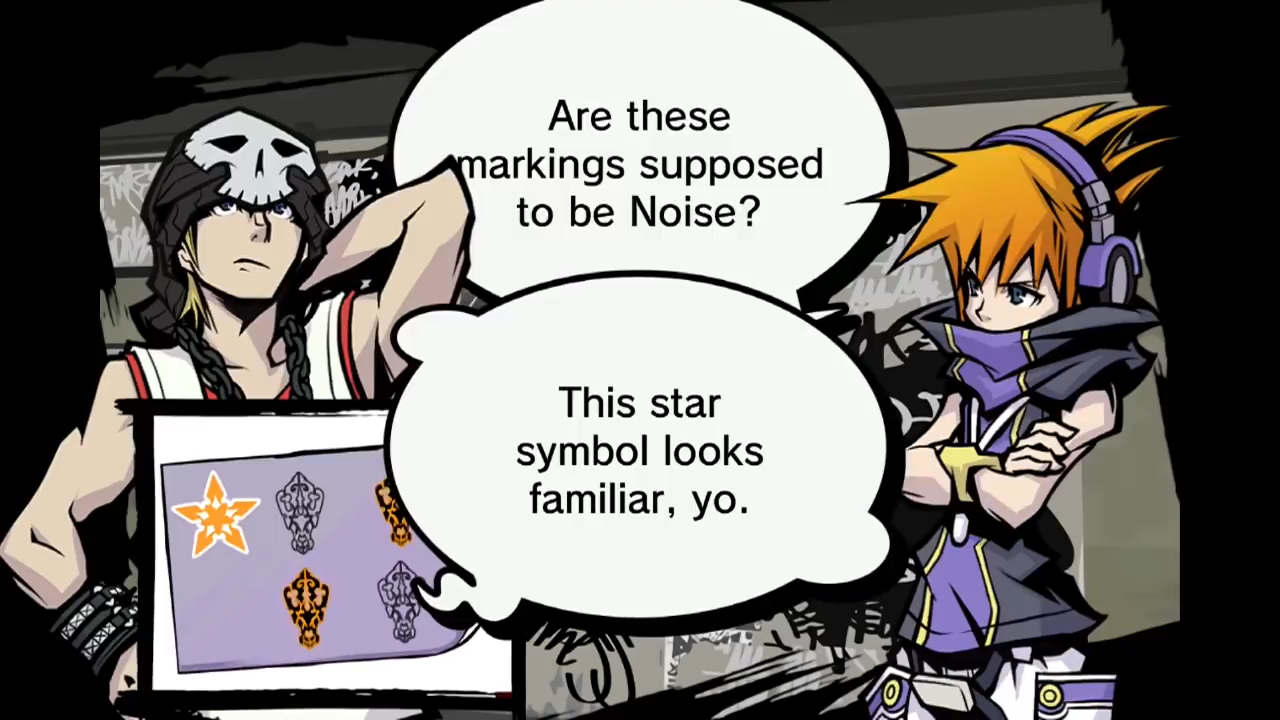 Are these
markings supposed
to be Noise?
This star
symbol looks
familiar, yo.